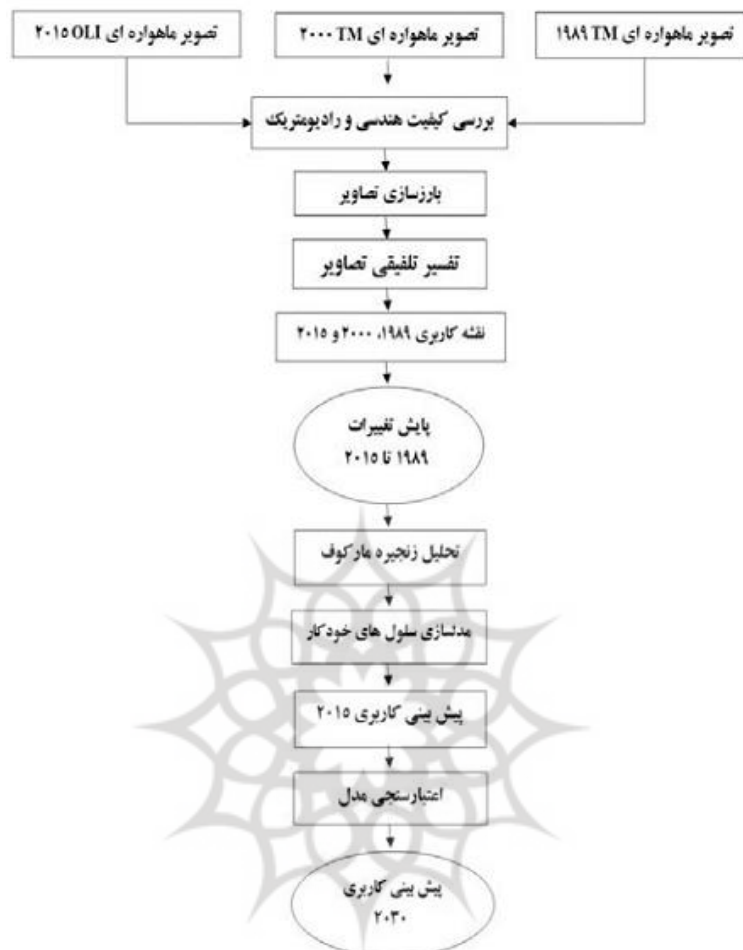 تصویر ماهواره ای TM ۱۹۸۹
تصویر ماهواره ای TM ۲۰۰۰
تصویر ماهواره ای OLI ۲۰۱۵
بررسی کیفیت هندسی و رادیومتریک
بارزسازی تصاویر
تفسیر تلفیقی تصاویر
نقشه کاربری ۱۹۸۹، ۲۰۰۰ و ۲۰۱۵
پایش تغییرات
۱۹۸۹ تا ۲۰۱۵
تحلیل زنجیره مارکوف
مدلسازی سلول های خودکار
پیش بینی کاربری ۲۰۱۵
اعتبارسنجی مدل
پیش بینی کاربری
۲۰۳۰